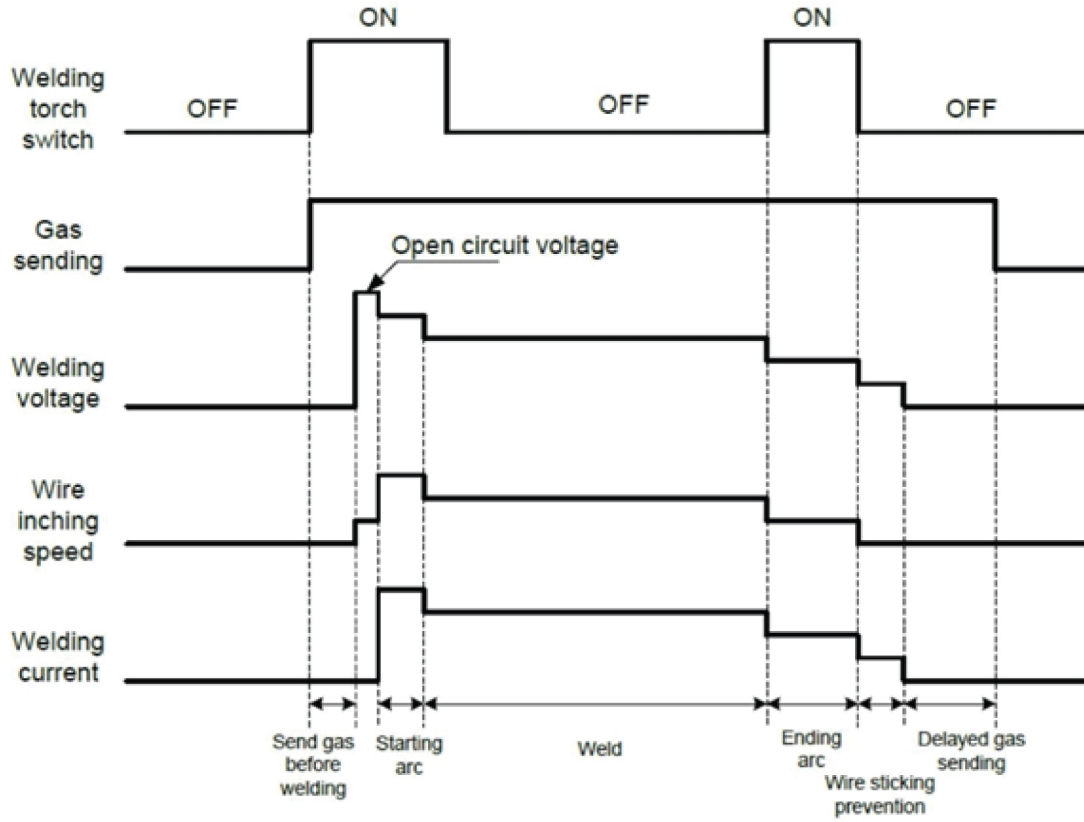 ON
ON
Welding
torch
switch
OFF
OFF
OFF
Gas
sending
Open circuit voltage
Welding
voltage
Wire
inching
speed
Welding
current
Send gas
before
welding
Starting
arc
Weld
Ending
arc
Wire sticking
prevention
Delayed gas
sending